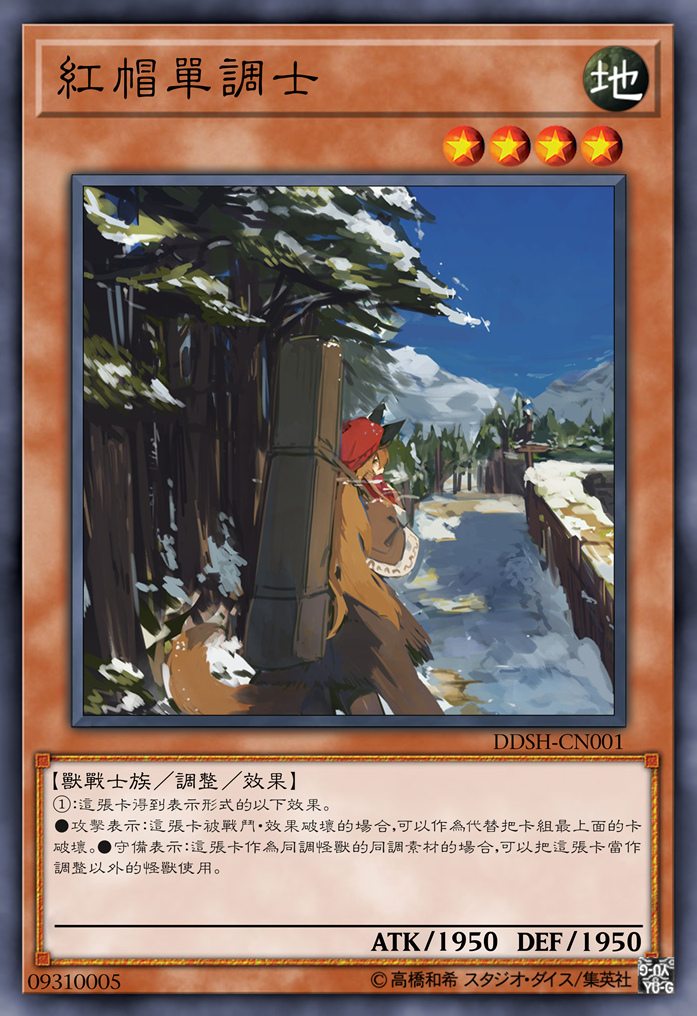 紅帽單調士
地
DDSH-CN001
【獸戰士族／調整／效果】
①:這張卡得到表示形式的以下效果。
●攻擊表示:這張卡被戰鬥·效果破壞的場合,可以作為代替把卡組最上面的卡
破壞。●守備表示:這張卡作為同調怪獸的同調素材的場合,可以把這張卡當作
調整以外的怪獸使用。
ATK/1950 DEF/1950
09310005 ©高橋和希 スタジオ·ダイス/集英社
YU-G
YU-G